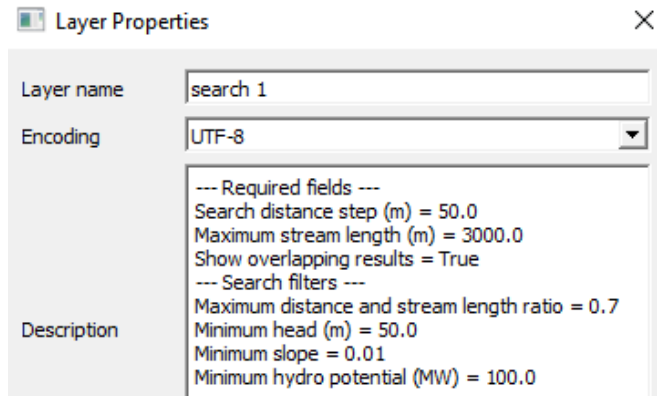 Layer Properties
Layer name search 1
Encoding UTF-8
--- Required fields ---
Search distance step (m) = 50.0
Maximum stream length (m) = 3000.0
Show overlapping results = True
--- Search filters ---
Maximum distance and stream length ratio = 0.7
Description
Minimum head (m) = 50.0
Minimum slope = 0.01
Minimum hydro potential (MW) = 100.0